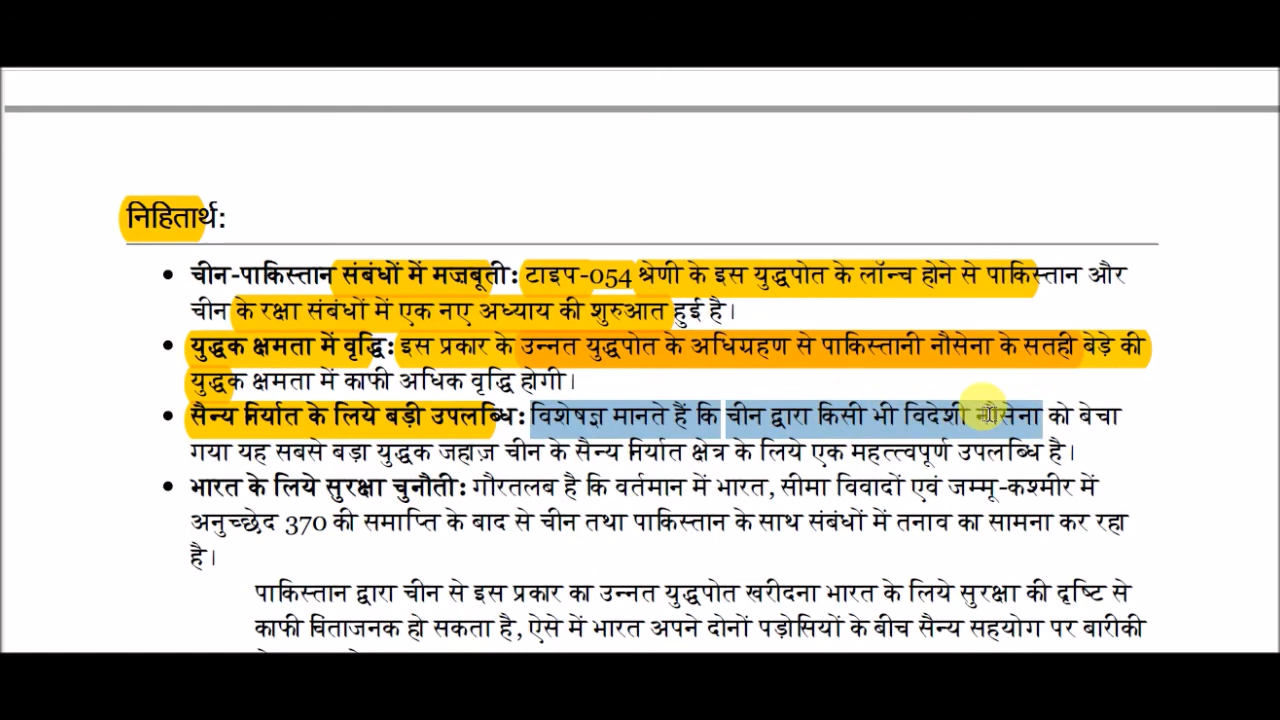 निहितार्थ:
• चीन-पाकिस्तान संबंधों में मज़बूती: टाइप-054 श्रेणी के इस युद्धपोत के लॉन्च होने से पाकिस्तान और
चीन के रक्षा संबंधों में एक नए अध्याय की शुरुआत हुई है।
• युद्धक क्षमता में वृद्धि: इस प्रकार के उन्नत युद्धपोत के अधिग्रहण से पाकिस्तानी नौसेना के सतही बेड़े की
युद्धक क्षमता में काफी अधिक वृद्धि होगी।
• सैन्य निर्यात के लिये बड़ी उपलब्धि: विशेषज्ञ मानते हैं कि चीन द्वारा किसी भी विदेशी नौसेना को बेचा
गया यह सबसे बड़ा युद्धक जहाज़ चीन के सैन्य निर्यात क्षेत्र के लिये एक महत्त्वपूर्ण उपलब्धि है।
• भारत के लिये सुरक्षा चुनौती: गौरतलब है कि वर्तमान में भारत, सीमा विवादों एवं जम्मू-कश्मीर में
अनुच्छेद 370 की समाप्ति के बाद से चीन तथा पाकिस्तान के साथ संबंधों में तनाव का सामना कर रहा
है।
पाकिस्तान द्वारा चीन से इस प्रकार का उन्नत युद्धपोत खरीदना भारत के लिये सुरक्षा की दृष्टि से
काफी चिंताजनक हो सकता है, ऐसे में भारत अपने दोनों पड़ोसियों के बीच सैन्य सहयोग पर बारीकी